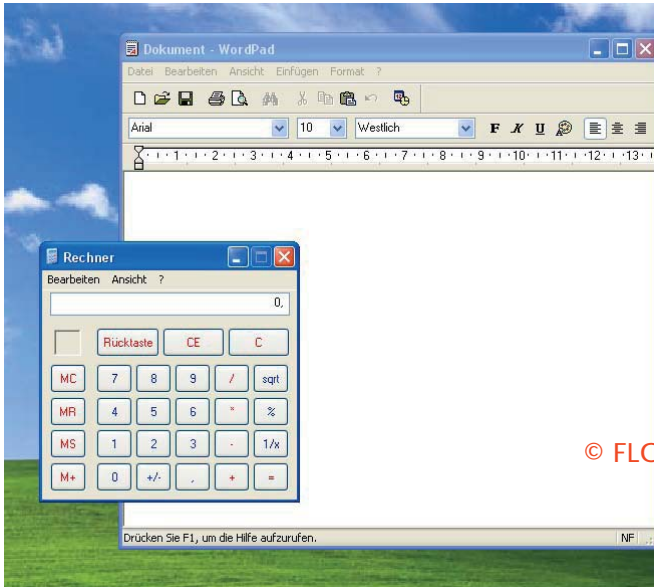 Dokument - WordPad
Datei Bearbeiten Ansicht Einfügen Format ?
Arial 10 Westlich F K U
1 2 3 4 5 6 7 8 9 10 11 12 13
Rechner
Bearbeiten Ansicht ?
0,
Rücktaste CE C
MC 7 8 9 / sqrt
MR 4 5 6 * %
MS 1 2 3 - 1/x
M+ 0 +/- , + =
© FLO
Drücken Sie F1, um die Hilfe aufzurufen. NF